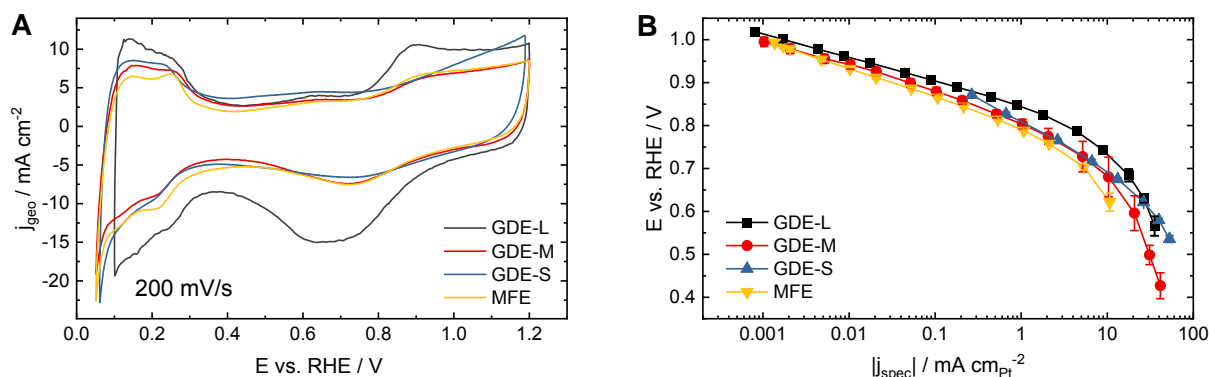 A
j_geo / mA cm⁻²
10
5
0
-5
-10
-15
-20
200 mV/s
GDE-L
GDE-M
GDE-S
MFE
0.0 0.2 0.4 0.6 0.8 1.0 1.2
E vs. RHE / V
B
E vs. RHE / V
1.0
0.9
0.8
0.7
0.6
0.5
0.4
GDE-L
GDE-M
GDE-S
MFE
0.001 0.01 0.1 1 10 100
|j_spec| / mA cm_Pt⁻²